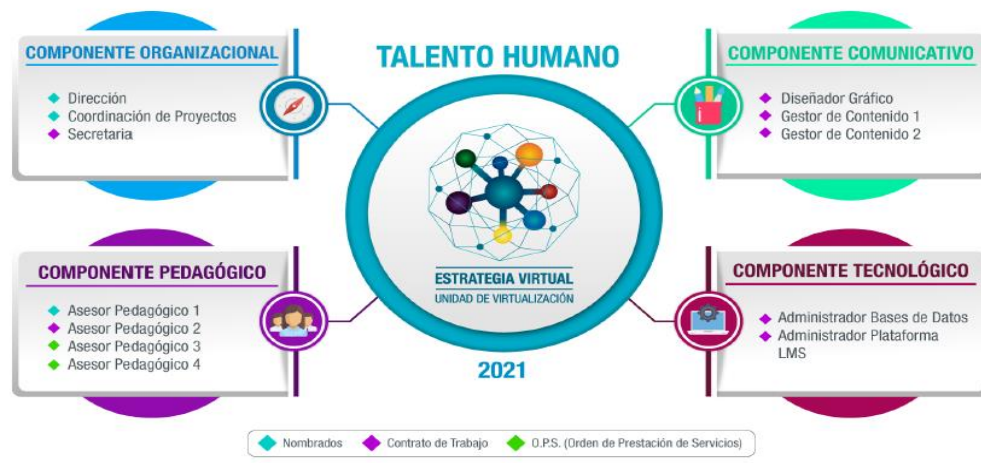 TALENTO HUMANO
COMPONENTE ORGANIZACIONAL
Dirección
Coordinación de Proyectos
Secretaria
COMPONENTE COMUNICATIVO
Diseñador Gráfico
Gestor de Contenido 1
Gestor de Contenido 2
ESTRATEGIA VIRTUAL
UNIDAD DE VIRTUALIZACIÓN
COMPONENTE PEDAGÓGICO
Asesor Pedagógico 1
Asesor Pedagógico 2
Asesor Pedagógico 3
Asesor Pedagógico 4
COMPONENTE TECNOLÓGICO
Administrador Bases de Datos
Administrador Plataforma
LMS
2021
Nombrados
Contrato de Trabajo
O.P.S. (Orden de Prestación de Servicios)